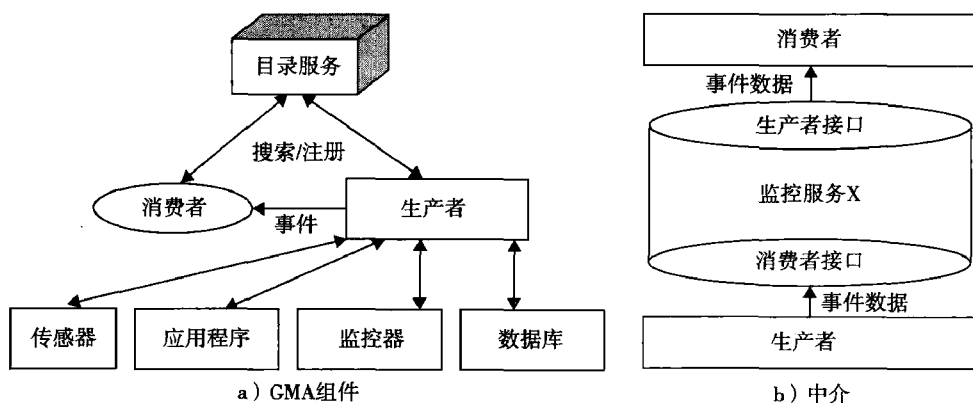 目录服务
搜索/注册
消费者
事件
生产者
传感器
应用程序
监控器
数据库
a）GMA组件
消费者
事件数据
生产者接口
监控服务X
消费者接口
事件数据
生产者
b）中介